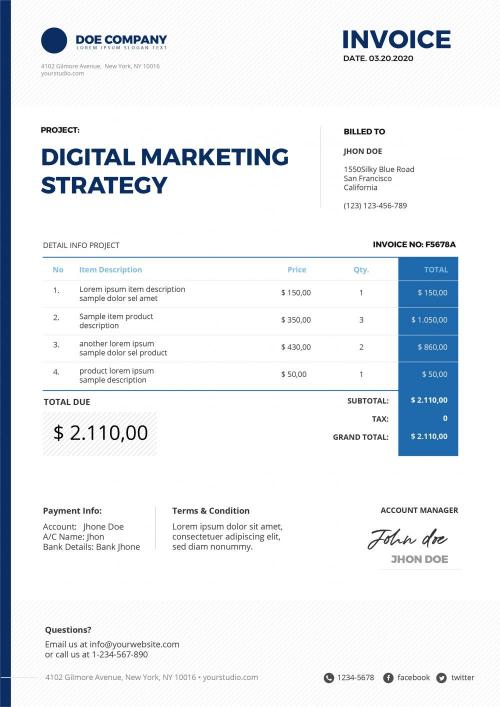 DOE COMPANY
LOREM IPSUM SLOGAN TEXT
4102 Gilmore Avenue, New York, NY 10016
yourstudio.com
INVOICE
DATE. 03.20.2020
PROJECT:
DIGITAL MARKETING
STRATEGY
BILLED TO
JHON DOE
1550Silky Blue Road
San Francisco
California
(123) 123-456-789
DETAIL INFO PROJECT
INVOICE NO: F5678A
No Item Description Price Qty. TOTAL
1. Lorem ipsum item description $ 150,00 1 $ 150,00
sample dolor sel amet
2. Sample item product $ 350,00 3 $ 1.050,00
description
3. another lorem ipsum $ 430,00 2 $ 860,00
sample dolor sel product
4. product lorem ipsum $ 50,00 1 $ 50,00
sample description
TOTAL DUE
$ 2.110,00
SUBTOTAL: $ 2.110,00
TAX: 0
GRAND TOTAL: $ 2.110,00
Payment Info:
Account: Jhone Doe
A/C Name: Jhon
Bank Details: Bank Jhone
Terms & Condition
Lorem ipsum dolor sit amet,
consectetuer adipiscing elit,
sed diam nonummy.
ACCOUNT MANAGER
John doe
JHON DOE
Questions?
Email us at info@yourwebsite.com
or call us at 1-234-567-890
4102 Gilmore Avenue, New York, NY 10016 • yourstudio.com
1234-5678 facebook twitter